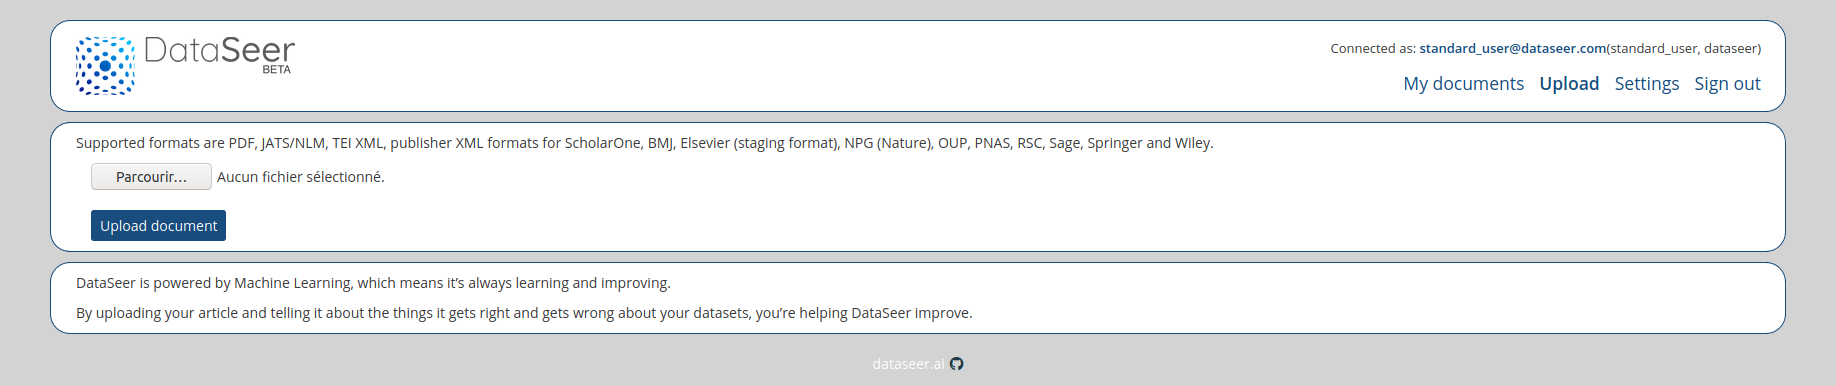 DataSeer
BETA
Connected as: standard_user@dataseer.com(standard_user, dataseer)
My documents Upload Settings Sign out
Supported formats are PDF, JATS/NLM, TEI XML, publisher XML formats for ScholarOne, BMJ, Elsevier (staging format), NPG (Nature), OUP, PNAS, RSC, Sage, Springer and Wiley.
Parcourir... Aucun fichier sélectionné.
Upload document
DataSeer is powered by Machine Learning, which means it’s always learning and improving.
By uploading your article and telling it about the things it gets right and gets wrong about your datasets, you’re helping DataSeer improve.
dataseer.ai